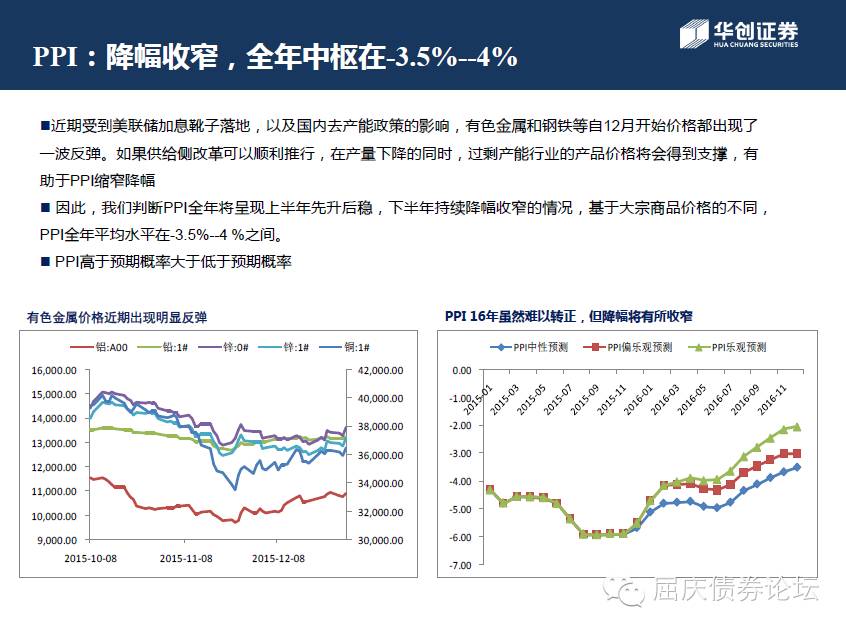 PPI：降幅收窄，全年中枢在-3.5%--4%
华创证券
HUA CHUANG SECURITIES
■近期受到美联储加息靴子落地，以及国内去产能政策的影响，有色金属和钢铁等自12月开始价格都出现了
一波反弹。如果供给侧改革可以顺利推行，在产量下降的同时，过剩产能行业的产品价格将会得到支撑，有
助于PPI缩窄降幅
■ 因此，我们判断PPI全年将呈现上半年先升后稳，下半年持续降幅收窄的情况，基于大宗商品价格的不同，
PPI全年平均水平在-3.5%--4 %之间。
■ PPI高于预期概率大于低于预期概率
有色金属价格近期出现明显反弹
铝:A00 铅:1# 锌:0# 锌:1# 铜:1#
16,000.00
15,000.00
14,000.00
13,000.00
12,000.00
11,000.00
10,000.00
9,000.00
42,000.00
40,000.00
38,000.00
36,000.00
34,000.00
32,000.00
30,000.00
2015-10-08 2015-11-08 2015-12-08
PPI 16年虽然难以转正，但降幅将有所收窄
PPI中性预测 PPI偏乐观预测 PPI乐观预测
0.00
-1.00
-2.00
-3.00
-4.00
-5.00
-6.00
-7.00
2015-01 2015-03 2015-05 2015-07 2015-09 2015-11 2016-01 2016-03 2016-05 2016-07 2016-09 2016-11
屈庆债券论坛